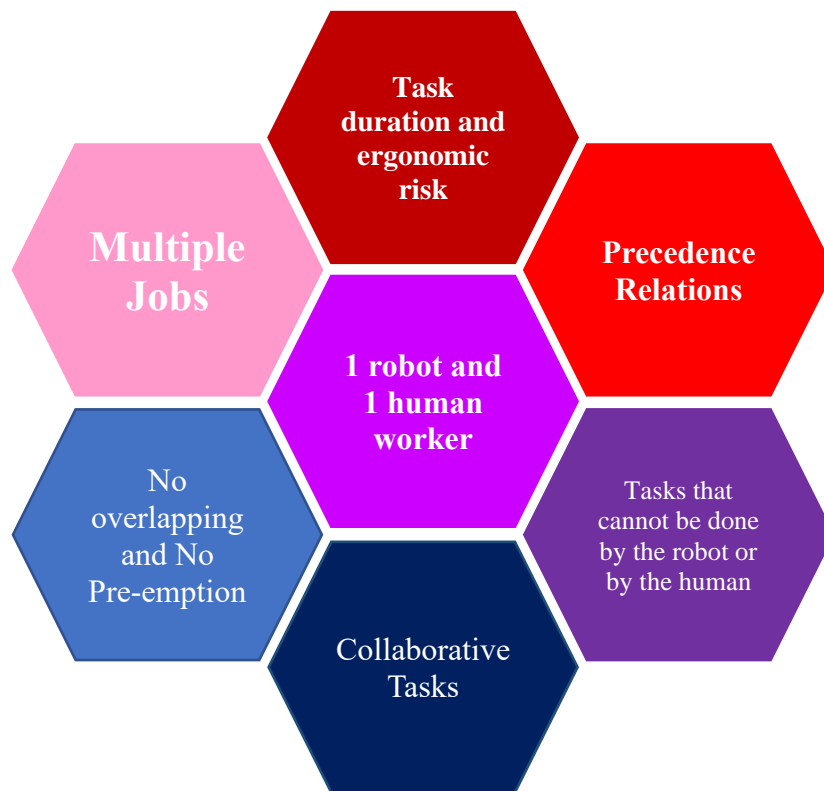 Task
duration and
ergonomic
risk
Multiple
Jobs
Precedence
Relations
1 robot and
1 human
worker
No
overlapping
and No
Pre-emption
Tasks that
cannot be done
by the robot or
by the human
Collaborative
Tasks